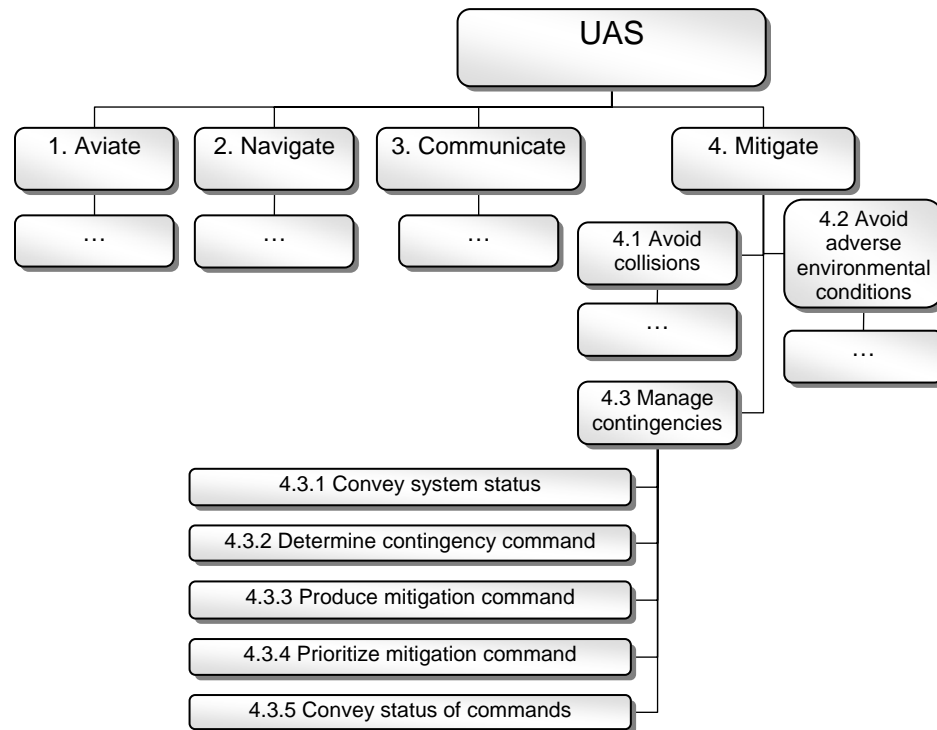 UAS
1. Aviate
2. Navigate
3. Communicate
4. Mitigate
…
…
…
4.1 Avoid
collisions
…
4.2 Avoid
adverse
environmental
conditions
…
4.3 Manage
contingencies
4.3.1 Convey system status
4.3.2 Determine contingency command
4.3.3 Produce mitigation command
4.3.4 Prioritize mitigation command
4.3.5 Convey status of commands